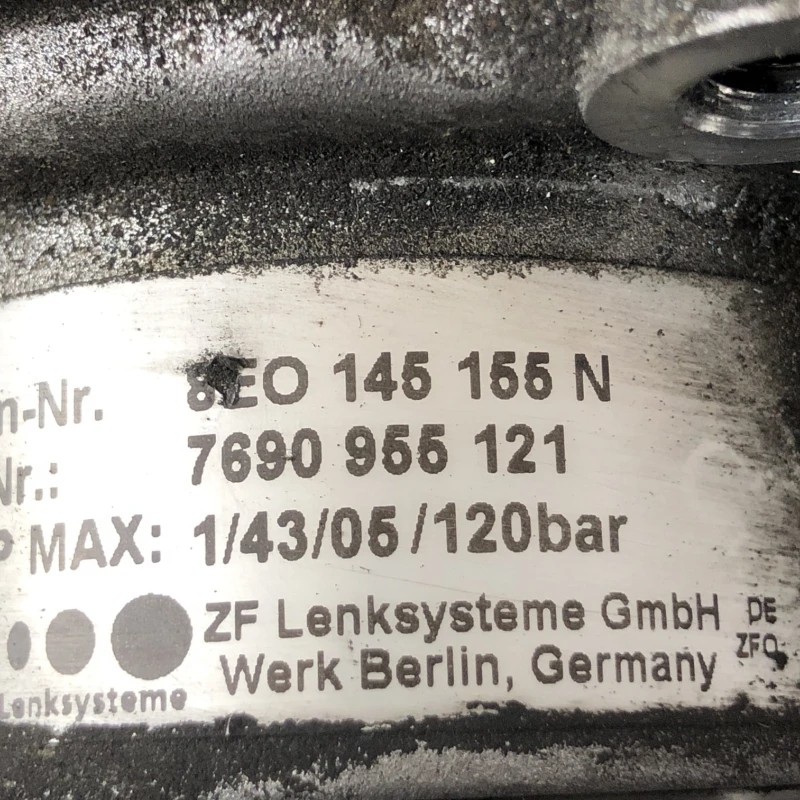 n-Nr. 8E0 145 155 N
Nr.: 7690 955 121
P MAX: 1/43/05/120bar
ZF Lenksysteme GmbH DE
Werk Berlin, Germany ZFO
Lenksysteme